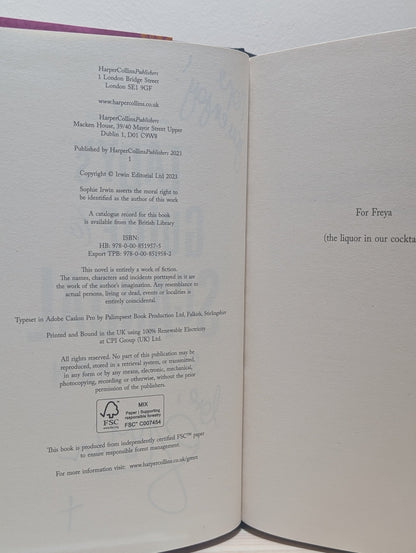 HarperCollinsPublishers
1 London Bridge Street
London SE1 9GF
www.harpercollins.co.uk
HarperCollinsPublishers
Macken House, 39/40 Mayor Street Upper
Dublin 1, D01 C9W8
Published by HarperCollinsPublishers 2023
1
Copyright © Irwin Editorial Ltd 2023
Sophie Irwin asserts the moral right to
be identified as the author of this work
A catalogue record for this book
is available from the British Library
ISBN:
HB: 978-0-00-851957-5
Export TPB: 978-0-00-851958-2
This novel is entirely a work of fiction.
The names, characters and incidents portrayed in it are
the work of the author's imagination. Any resemblance to
actual persons, living or dead, events or localities is
entirely coincidental.
Typeset in Adobe Caslon Pro by Palimpsest Book Production Ltd, Falkirk, Stirlingshire
Printed and Bound in the UK using 100% Renewable Electricity
at CPI Group (UK) Ltd.
All rights reserved. No part of this publication may be
reproduced, stored in a retrieval system, or transmitted,
in any form or by any means, electronic, mechanical,
photocopying, recording or otherwise, without the prior
permission of the publishers.
FSC
www.fsc.org
MIX
Paper | Supporting
responsible forestry
FSC™ C007454
This book is produced from independently certified FSC™ paper
to ensure responsible forest management.
For more information visit: www.harpercollins.co.uk/green
For Freya
(the liquor in our cockta